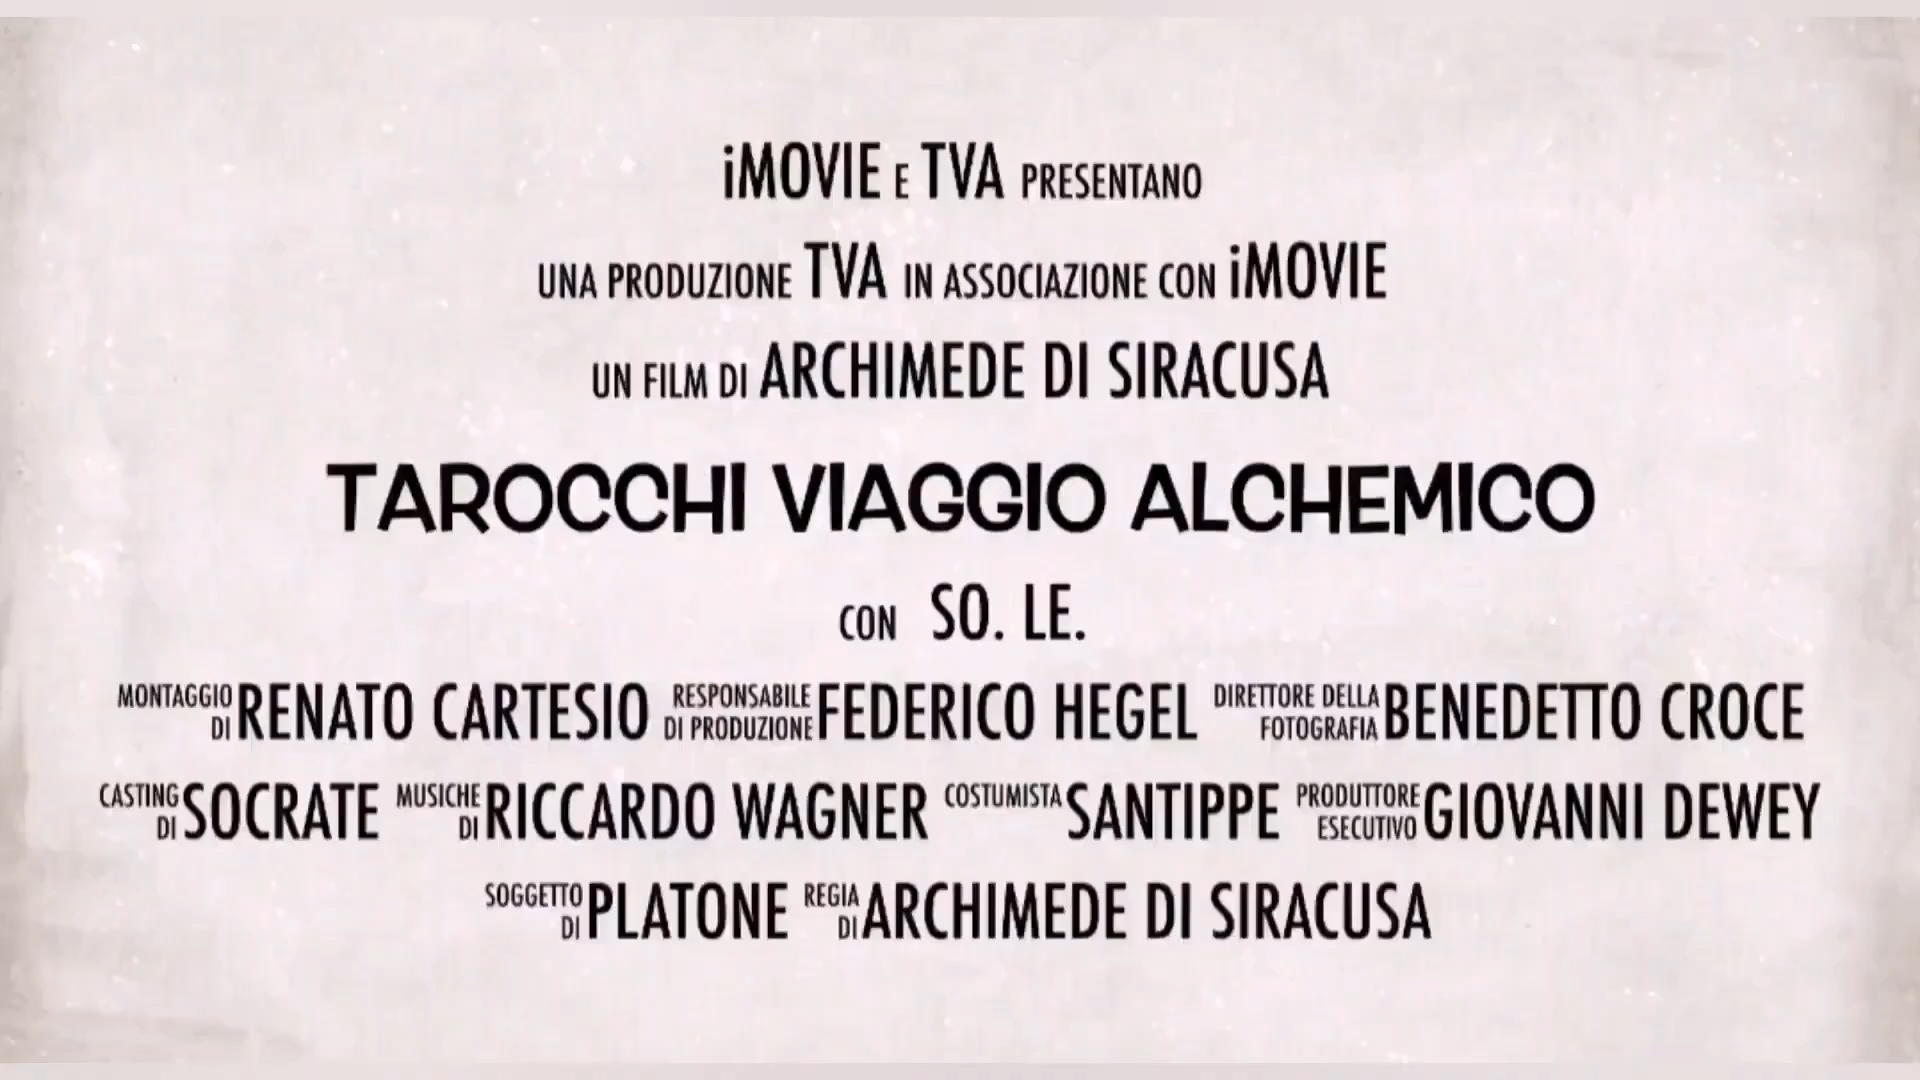 iMOVIE E TVA PRESENTANO
UNA PRODUZIONE TVA IN ASSOCIAZIONE CON iMOVIE
UN FILM DI ARCHIMEDE DI SIRACUSA
TAROCCHI VIAGGIO ALCHEMICO
CON SO. LE.
MONTAGGIO DI RENATO CARTESIO RESPONSABILE DI PRODUZIONE FEDERICO HEGEL DIRETTORE DELLA FOTOGRAFIA BENEDETTO CROCE
CASTING DI SOCRATE MUSICHE DI RICCARDO WAGNER COSTUMISTA SANTIPPE PRODUTTORE ESECUTIVO GIOVANNI DEWEY
SOGGETTO DI PLATONE REGIA DI ARCHIMEDE DI SIRACUSA